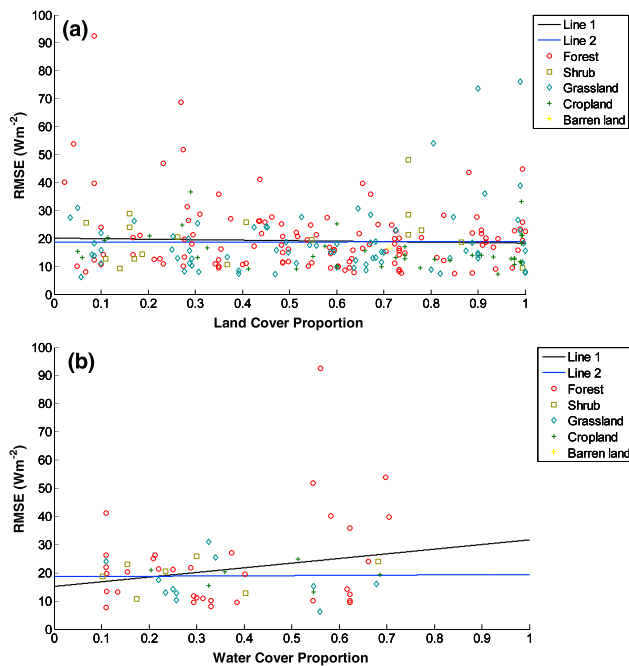 (a)
100
90
80
70
60
50
40
30
20
10
0
RMSE (Wm⁻²)
0 0.1 0.2 0.3 0.4 0.5 0.6 0.7 0.8 0.9 1
Land Cover Proportion
Line 1
Line 2
Forest
Shrub
Grassland
Cropland
Barren land
(b)
100
90
80
70
60
50
40
30
20
10
0
RMSE (Wm⁻²)
0 0.1 0.2 0.3 0.4 0.5 0.6 0.7 0.8 0.9 1
Water Cover Proportion
Line 1
Line 2
Forest
Shrub
Grassland
Cropland
Barren land